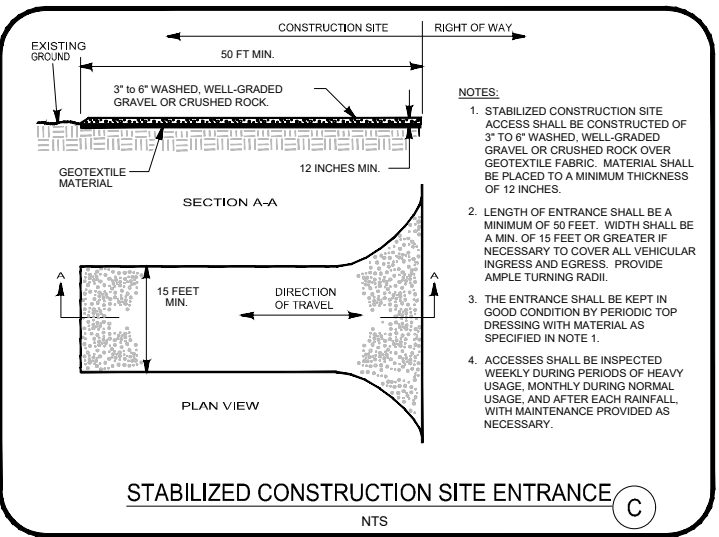 CONSTRUCTION SITE
RIGHT OF WAY
EXISTING
GROUND
50 FT MIN.
3" to 6" WASHED, WELL-GRADED
GRAVEL OR CRUSHED ROCK.
GEOTEXTILE
MATERIAL
12 INCHES MIN.
SECTION A-A
A
15 FEET
MIN.
DIRECTION
OF TRAVEL
A
PLAN VIEW
NOTES:
1. STABILIZED CONSTRUCTION SITE
ACCESS SHALL BE CONSTRUCTED OF
3" TO 6" WASHED, WELL-GRADED
GRAVEL OR CRUSHED ROCK OVER
GEOTEXTILE FABRIC. MATERIAL SHALL
BE PLACED TO A MINIMUM THICKNESS
OF 12 INCHES.
2. LENGTH OF ENTRANCE SHALL BE A
MINIMUM OF 50 FEET. WIDTH SHALL BE
A MIN. OF 15 FEET OR GREATER IF
NECESSARY TO COVER ALL VEHICULAR
INGRESS AND EGRESS. PROVIDE
AMPLE TURNING RADII.
3. THE ENTRANCE SHALL BE KEPT IN
GOOD CONDITION BY PERIODIC TOP
DRESSING WITH MATERIAL AS
SPECIFIED IN NOTE 1.
4. ACCESSES SHALL BE INSPECTED
WEEKLY DURING PERIODS OF HEAVY
USAGE, MONTHLY DURING NORMAL
USAGE, AND AFTER EACH RAINFALL,
WITH MAINTENANCE PROVIDED AS
NECESSARY.
STABILIZED CONSTRUCTION SITE ENTRANCE
C
NTS